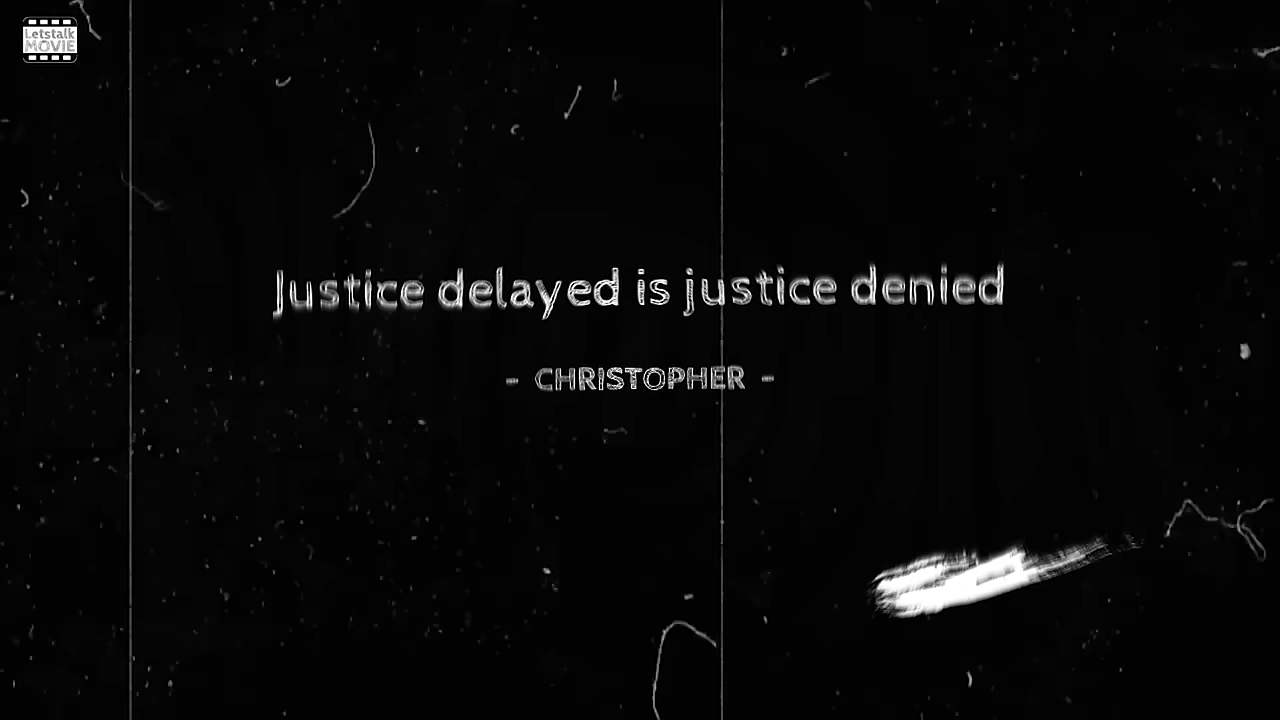 Letstalk
MOVIE
Justice delayed is justice denied
- CHRISTOPHER -